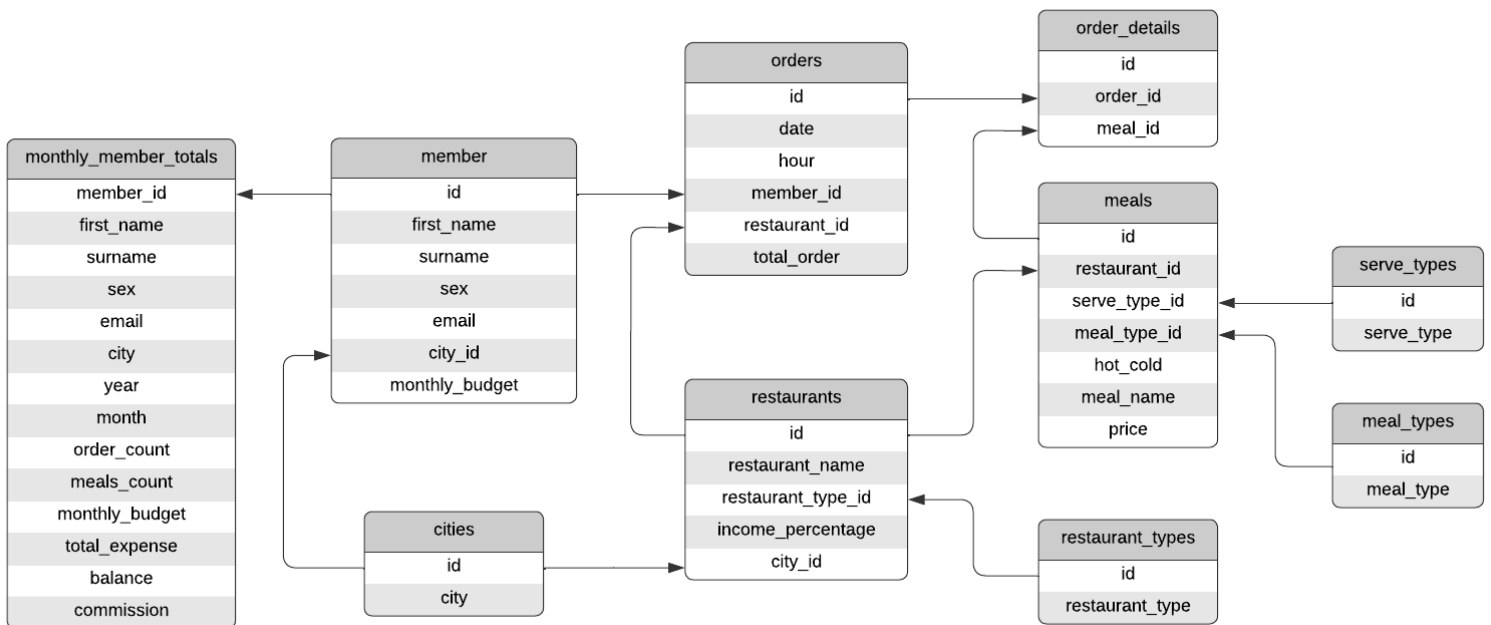 monthly_member_totals
member_id
first_name
surname
sex
email
city
year
month
order_count
meals_count
monthly_budget
total_expense
balance
commission
member
id
first_name
surname
sex
email
city_id
monthly_budget
cities
id
city
orders
id
date
hour
member_id
restaurant_id
total_order
restaurants
id
restaurant_name
restaurant_type_id
income_percentage
city_id
order_details
id
order_id
meal_id
meals
id
restaurant_id
serve_type_id
meal_type_id
hot_cold
meal_name
price
restaurant_types
id
restaurant_type
serve_types
id
serve_type
meal_types
id
meal_type